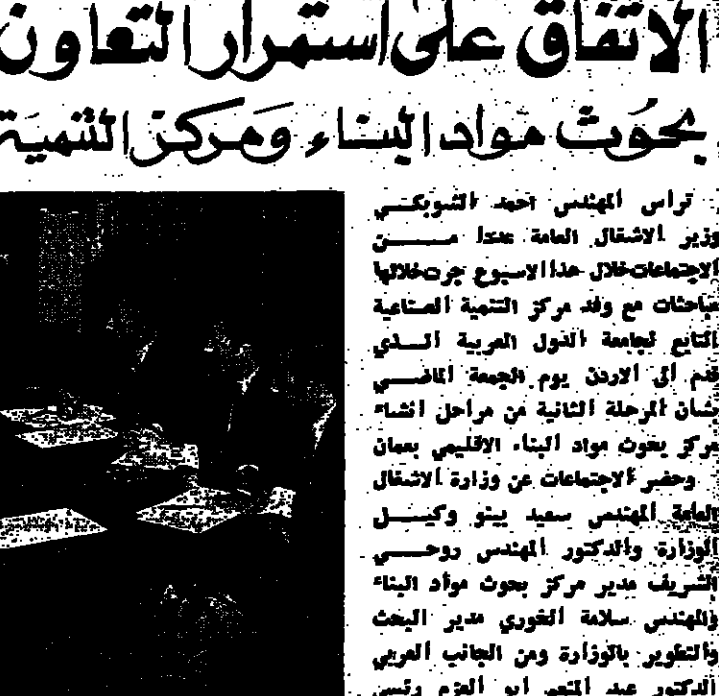 الاتفاق على استمرار التعاون
بحوث مواد البناء ومركز التنمية
تراس المهندس احمد الشوبكي
وزير الاشغال العامة عددا من
الاجتماعات خلال هذا الاسبوع جرت خلالها
مباحثات مع وفد مركز التنمية الصناعية
التابع لجامعة الدول العربية الذي
قدم الى الاردن يوم الجمعة الماضي
بشان المرحلة الثانية من مراحل انشاء
مركز بحوث مواد البناء الاقليمي بعمان
وحضر الاجتماعات عن وزارة الاشغال
العامة المهندس سعيد بينو وكيل
الوزارة والدكتور المهندس روحي
الشريف مدير مركز بحوث مواد البناء
والمهندس سلامة الغوري مدير البحث
والتطوير بالوزارة ومن الجانب العربي
الدكتور عبد المنعم ابو العزم رئيس